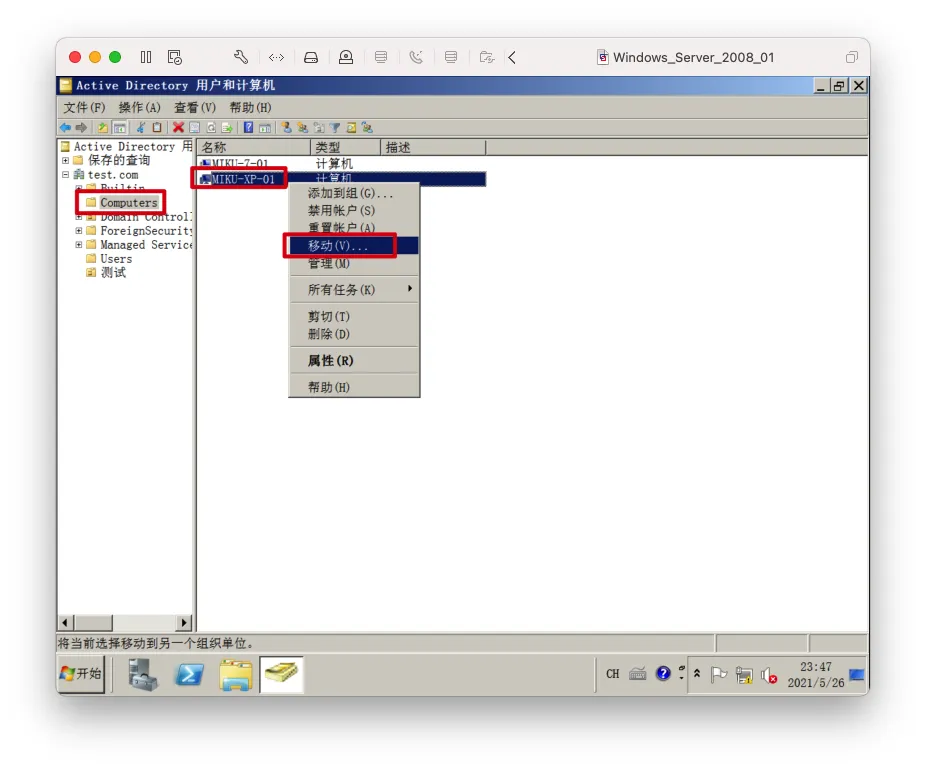 Windows_Server_2008_01
Active Directory 用户和计算机
文件(F) 操作(A) 查看(V) 帮助(H)
Active Directory 用
保存的查询
test.com
Builtin
Computers
Domain Controll
ForeignSecurity
Managed Service
Users
测试
名称 类型 描述
MIKU-7-01 计算机
MIKU-XP-01 计算机
添加到组(G)...
禁用帐户(S)
重置帐户(A)
移动(V)...
管理(M)
所有任务(K)
剪切(T)
删除(D)
属性(R)
帮助(H)
将当前选择移动到另一个组织单位。
开始
CH
23:47
2021/5/26